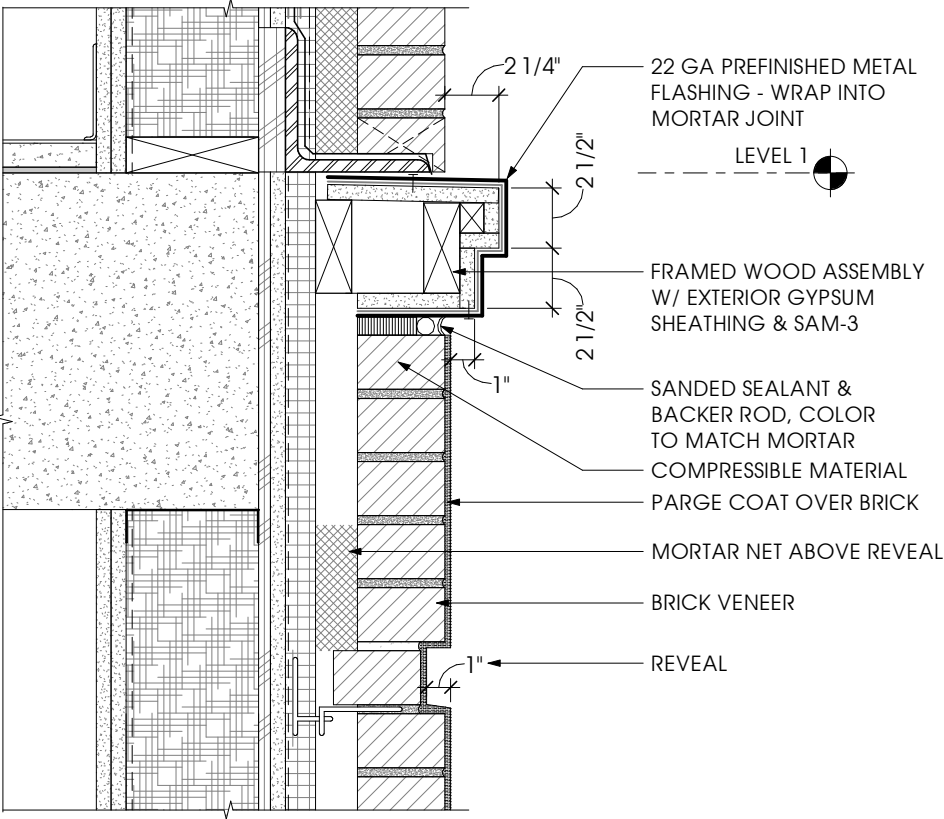 2 1/4"
22 GA PREFINISHED METAL
FLASHING - WRAP INTO
MORTAR JOINT
LEVEL 1
2 1/2"
FRAMED WOOD ASSEMBLY
W/ EXTERIOR GYPSUM
SHEATHING & SAM-3
2 1/2"
1"
SANDED SEALANT &
BACKER ROD, COLOR
TO MATCH MORTAR
COMPRESSIBLE MATERIAL
PARGE COAT OVER BRICK
MORTAR NET ABOVE REVEAL
BRICK VENEER
1"
REVEAL